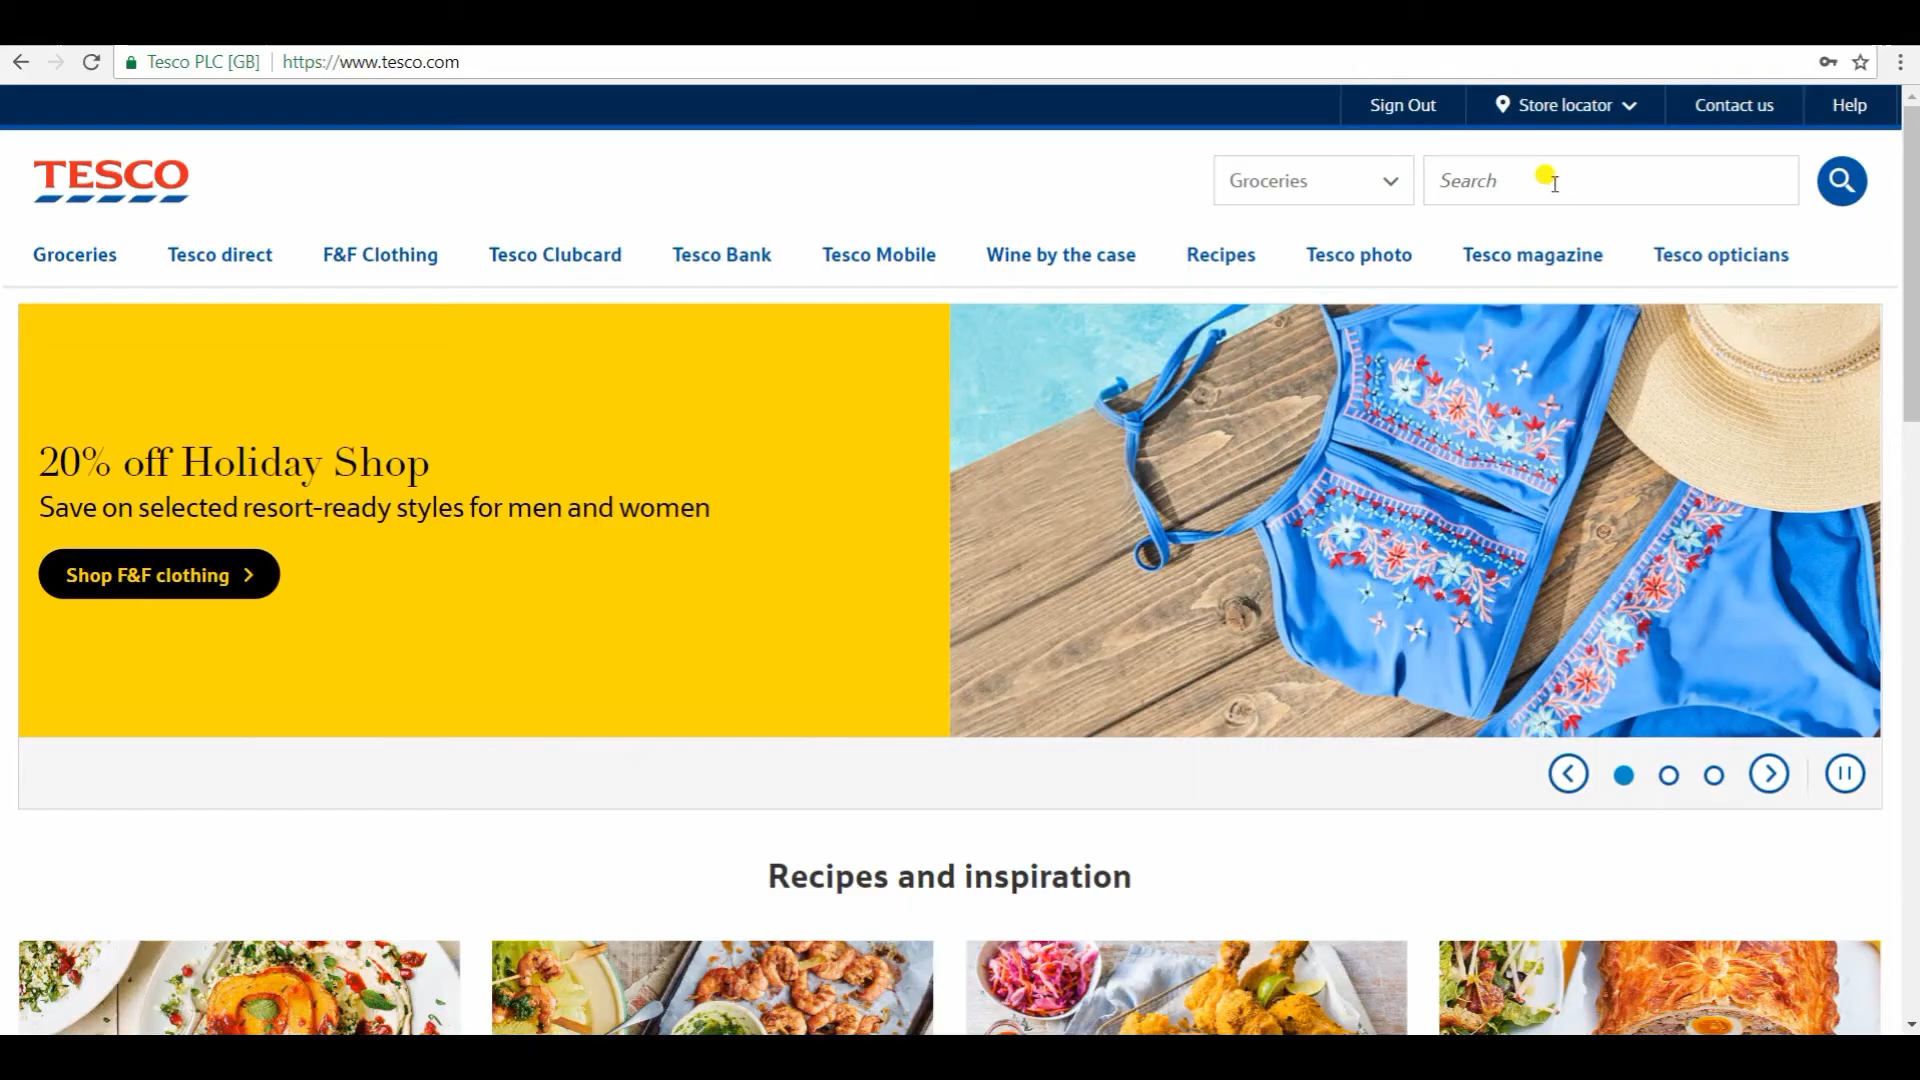 Tesco PLC [GB] https://www.tesco.com
Sign Out Store locator Contact us Help
TESCO
Groceries Search
Groceries Tesco direct F&F Clothing Tesco Clubcard Tesco Bank Tesco Mobile Wine by the case Recipes Tesco photo Tesco magazine Tesco opticians
20% off Holiday Shop
Save on selected resort-ready styles for men and women
Shop F&F clothing
Recipes and inspiration